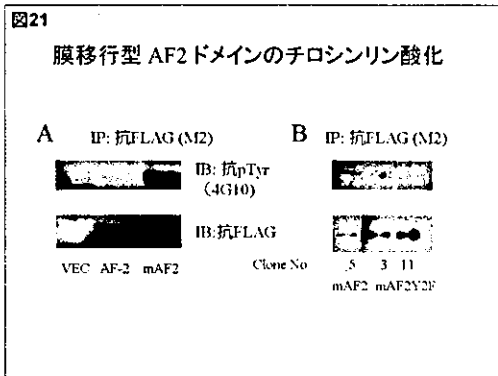 図21
膜移行型 AF2 ドメインのチロシンリン酸化
A IP: 抗FLAG (M2)
IB: 抗pTyr
(4G10)
IB:抗FLAG
VEC AF-2 mAF2
B IP: 抗FLAG (M2)
Clone No 5 3 11
mAF2 mAF2Y2F